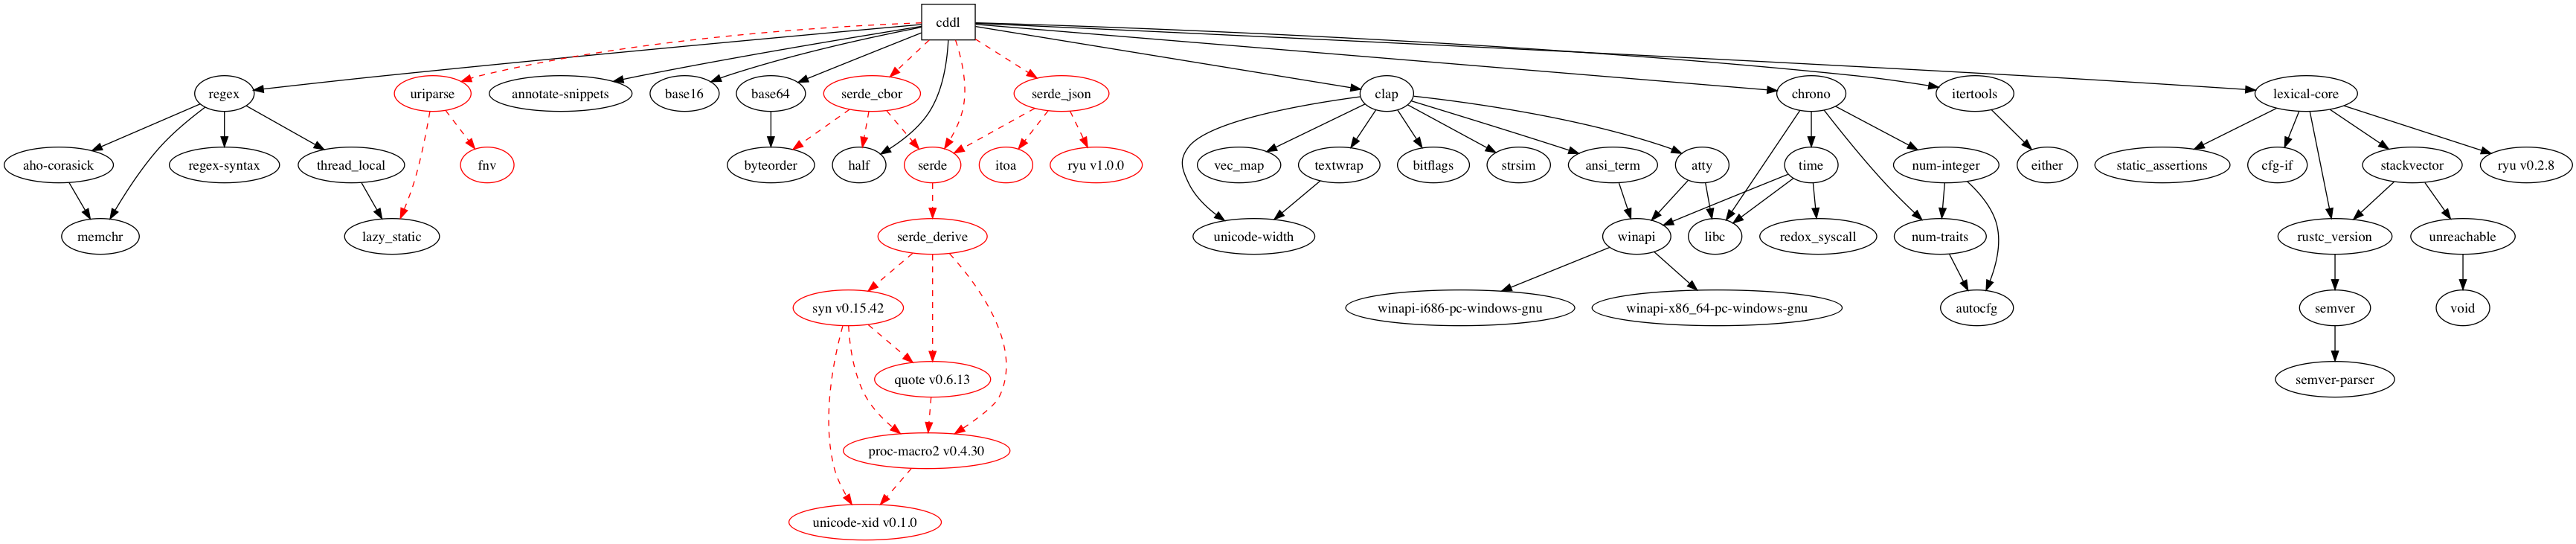 cddl
regex
uriparse
annotate-snippets
base16
base64
serde_cbor
serde_json
clap
chrono
itertools
lexical-core
aho-corasick
regex-syntax
thread_local
fnv
byteorder
half
serde
itoa
ryu v1.0.0
vec_map
textwrap
bitflags
strsim
ansi_term
atty
time
num-integer
either
static_assertions
cfg-if
stackvector
ryu v0.2.8
memchr
lazy_static
serde_derive
unicode-width
winapi
libc
redox_syscall
num-traits
rustc_version
unreachable
syn v0.15.42
winapi-i686-pc-windows-gnu
winapi-x86_64-pc-windows-gnu
autocfg
semver
void
quote v0.6.13
semver-parser
proc-macro2 v0.4.30
unicode-xid v0.1.0